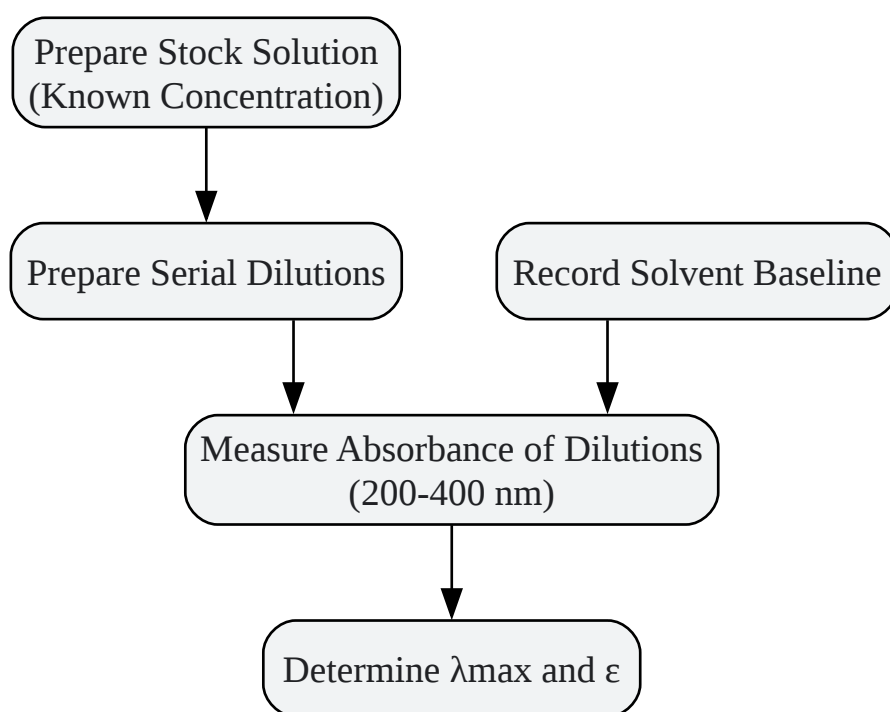 Prepare Stock Solution
(Known Concentration)
Prepare Serial Dilutions
Record Solvent Baseline
Measure Absorbance of Dilutions
(200-400 nm)
Determine λmax and ε